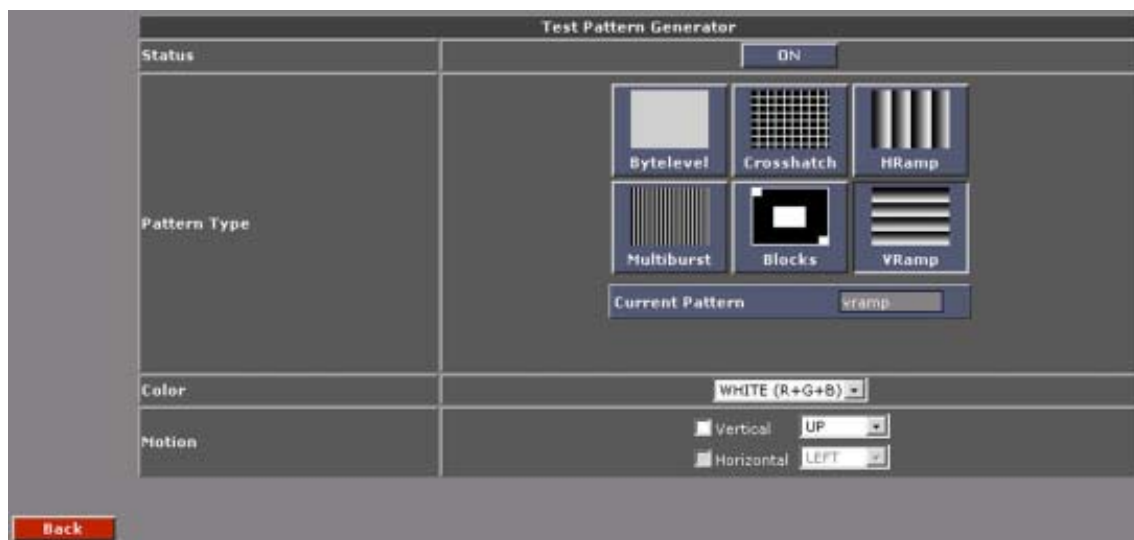 Test Pattern Generator
Status
ON
Pattern Type
Bytelevel
Crosshatch
HRamp
Multiburst
Blocks
VRamp
Current Pattern
vramp
Color
WHITE (R+G+B)
Motion
Vertical
UP
Horizontal
LEFT
Back